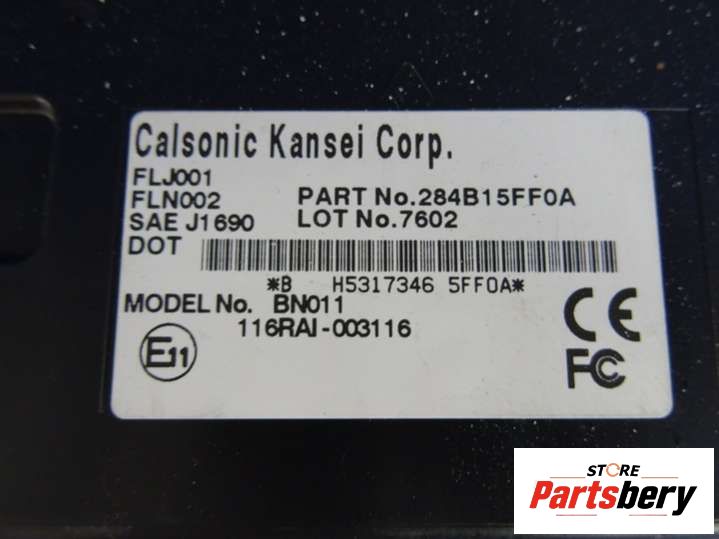 Calsonic Kansei Corp.
FLJ001
FLN002 PART No.284B15FF0A
SAE J1690 LOT No.7602
DOT
*B H5317346 5FF0A*
MODEL No. BN011
116RAI-003116
E11
CE
FC
STORE
Partsbery